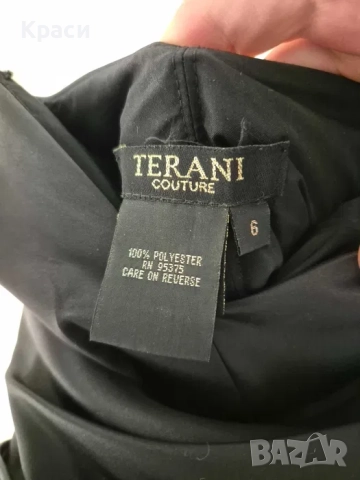 Краси
TERANI
COUTURE
6
100% POLYESTER
RN 95375
CARE ON REVERSE
BAZAR